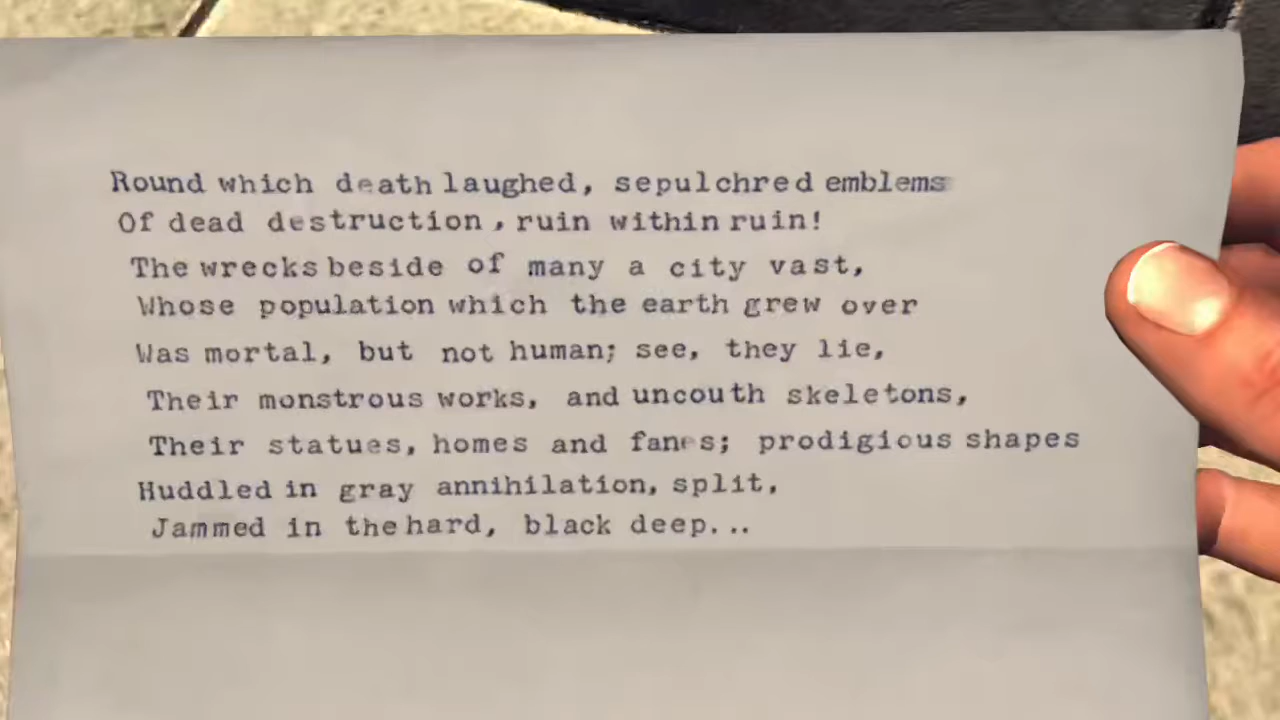 Round which death laughed, sepulchred emblems
Of dead destruction, ruin within ruin!
The wrecks beside of many a city vast,
Whose population which the earth grew over
Was mortal, but not human; see, they lie,
Their monstrous works, and uncouth skeletons,
Their statues, homes and fanes; prodigious shapes
Huddled in gray annihilation, split,
Jammed in the hard, black deep...